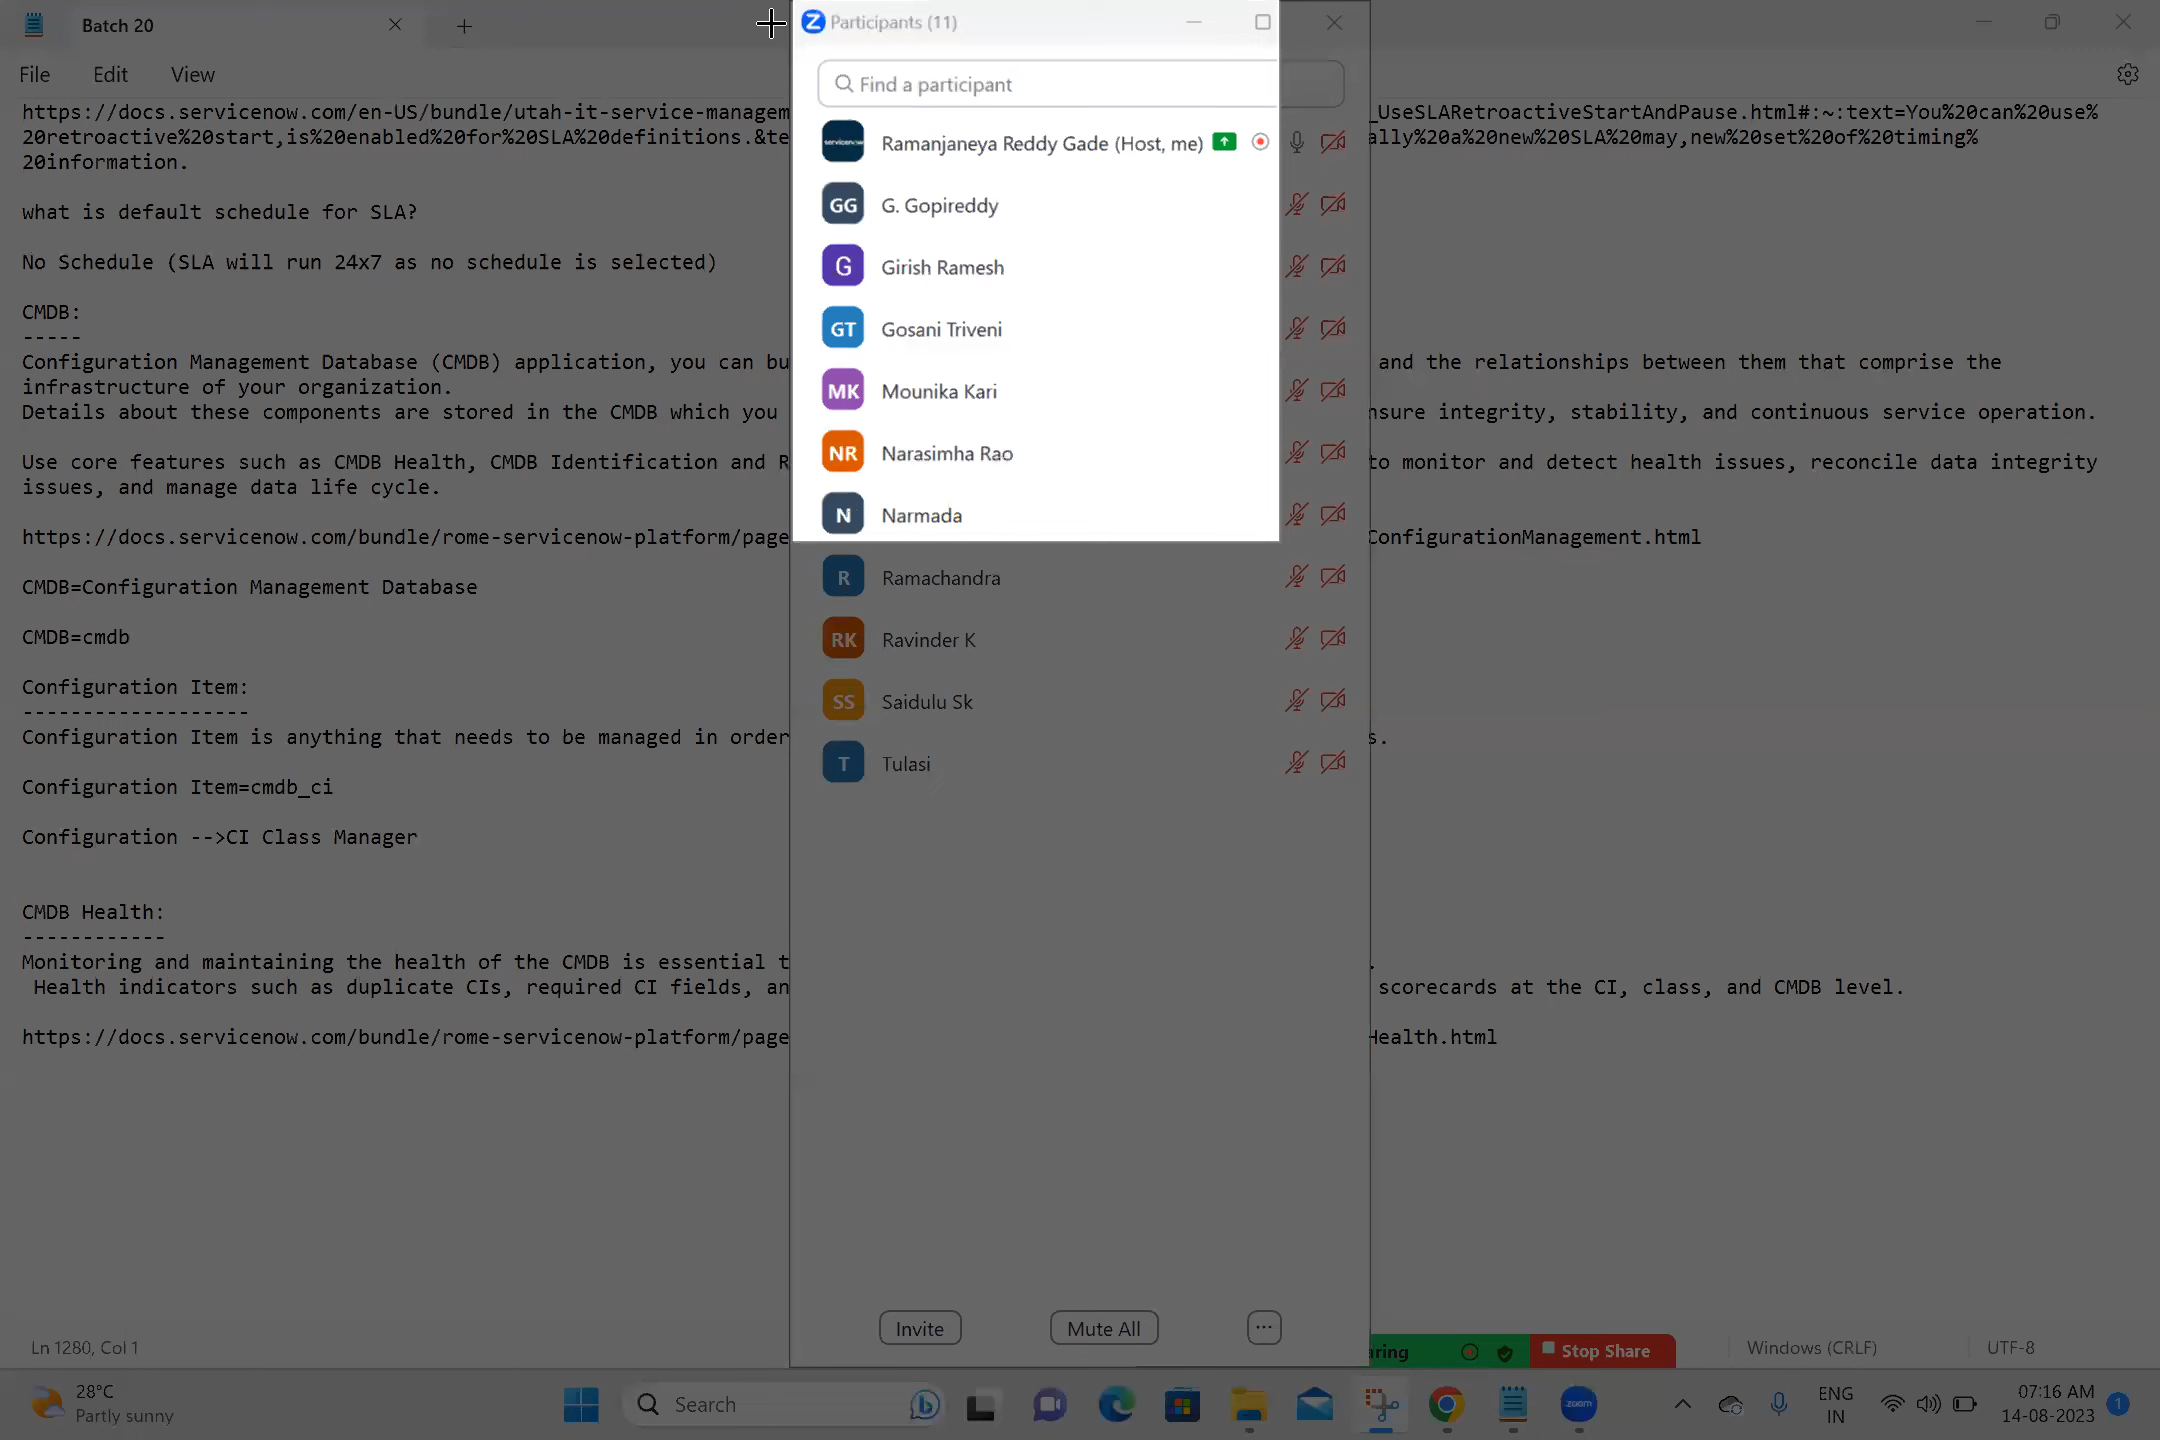 Batch 20
File Edit View
https://docs.servicenow.com/en-US/bundle/utah-it-service-managem
_UseSLARetroactiveStartAndPause.html#:~:text=You%20can%20use%
20retroactive%20start,is%20enabled%20for%20SLA%20definitions.&te
ally%20a%20new%20SLA%20may,new%20set%20of%20timing%
20information.
what is default schedule for SLA?
No Schedule (SLA will run 24x7 as no schedule is selected)
CMDB:
-----
Configuration Management Database (CMDB) application, you can bu
and the relationships between them that comprise the
infrastructure of your organization.
Details about these components are stored in the CMDB which you
nsure integrity, stability, and continuous service operation.
Use core features such as CMDB Health, CMDB Identification and R
to monitor and detect health issues, reconcile data integrity
issues, and manage data life cycle.
https://docs.servicenow.com/bundle/rome-servicenow-platform/page
ConfigurationManagement.html
CMDB=Configuration Management Database
CMDB=cmdb
Configuration Item:
-------------------
Configuration Item is anything that needs to be managed in order
s.
Configuration Item=cmdb_ci
Configuration -->CI Class Manager
CMDB Health:
------------
Monitoring and maintaining the health of the CMDB is essential t
.
Health indicators such as duplicate CIs, required CI fields, an
scorecards at the CI, class, and CMDB level.
https://docs.servicenow.com/bundle/rome-servicenow-platform/page
Health.html
Participants (11)
Find a participant
servicenow Ramanjaneya Reddy Gade (Host, me)
GG G. Gopireddy
G Girish Ramesh
GT Gosani Triveni
MK Mounika Kari
NR Narasimha Rao
N Narmada
R Ramachandra
RK Ravinder K
SS Saidulu Sk
T Tulasi
Invite Mute All ...
Ln 1280, Col 1
aring Stop Share
Windows (CRLF) UTF-8
28°C
Partly sunny
Search
zoom
ENG
IN
07:16 AM
14-08-2023
1